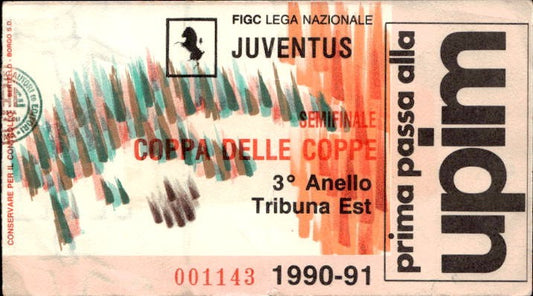 FIGC LEGA NAZIONALE
JUVENTUS
SEMIFINALE
COPPA DELLE COPPE
3° Anello
Tribuna Est
001143 1990-91
prima passa alla
upim
CONSERVARE PER IL CONTROLLO